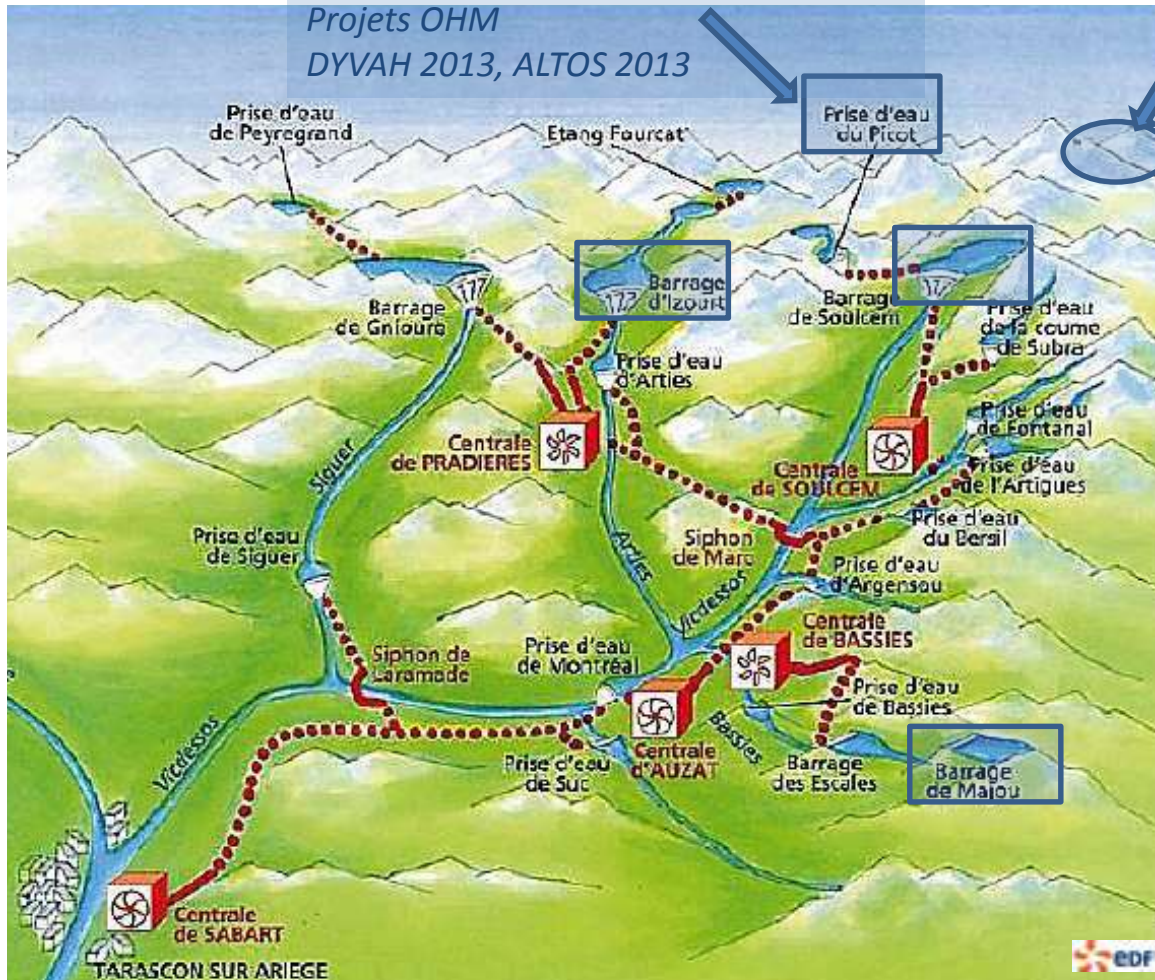 Projets OHM
DYVAH 2013, ALTOS 2013
Prise d'eau
de Peyregrand
Etang Fourcat
Prise d'eau
du Picot
Barrage
de Gnioure
Barrage
d'Izourt
Barrage
de Soulcem
Prise d'eau
de la coume
de Subra
Prise d'eau
d'Arties
Centrale
de PRADIERES
Centrale
de SOULCEM
Prise d'eau
de Fontanal
Prise d'eau
de l'Artigues
Siguer
Prise d'eau
du Bersil
Siphon
de Marc
Prise d'eau
de Siguer
Arties
Prise d'eau
d'Argensou
Vicdessos
Centrale
de BASSIES
Siphon de
Laramade
Prise d'eau
de Montréal
Prise d'eau
de Bassies
Bassies
Vicdessos
Prise d'eau
de Suc
Centrale
d'AUZAT
Barrage
des Escales
Barrage
de Majou
Centrale
de SABART
TARASCON SUR ARIEGE
eDF